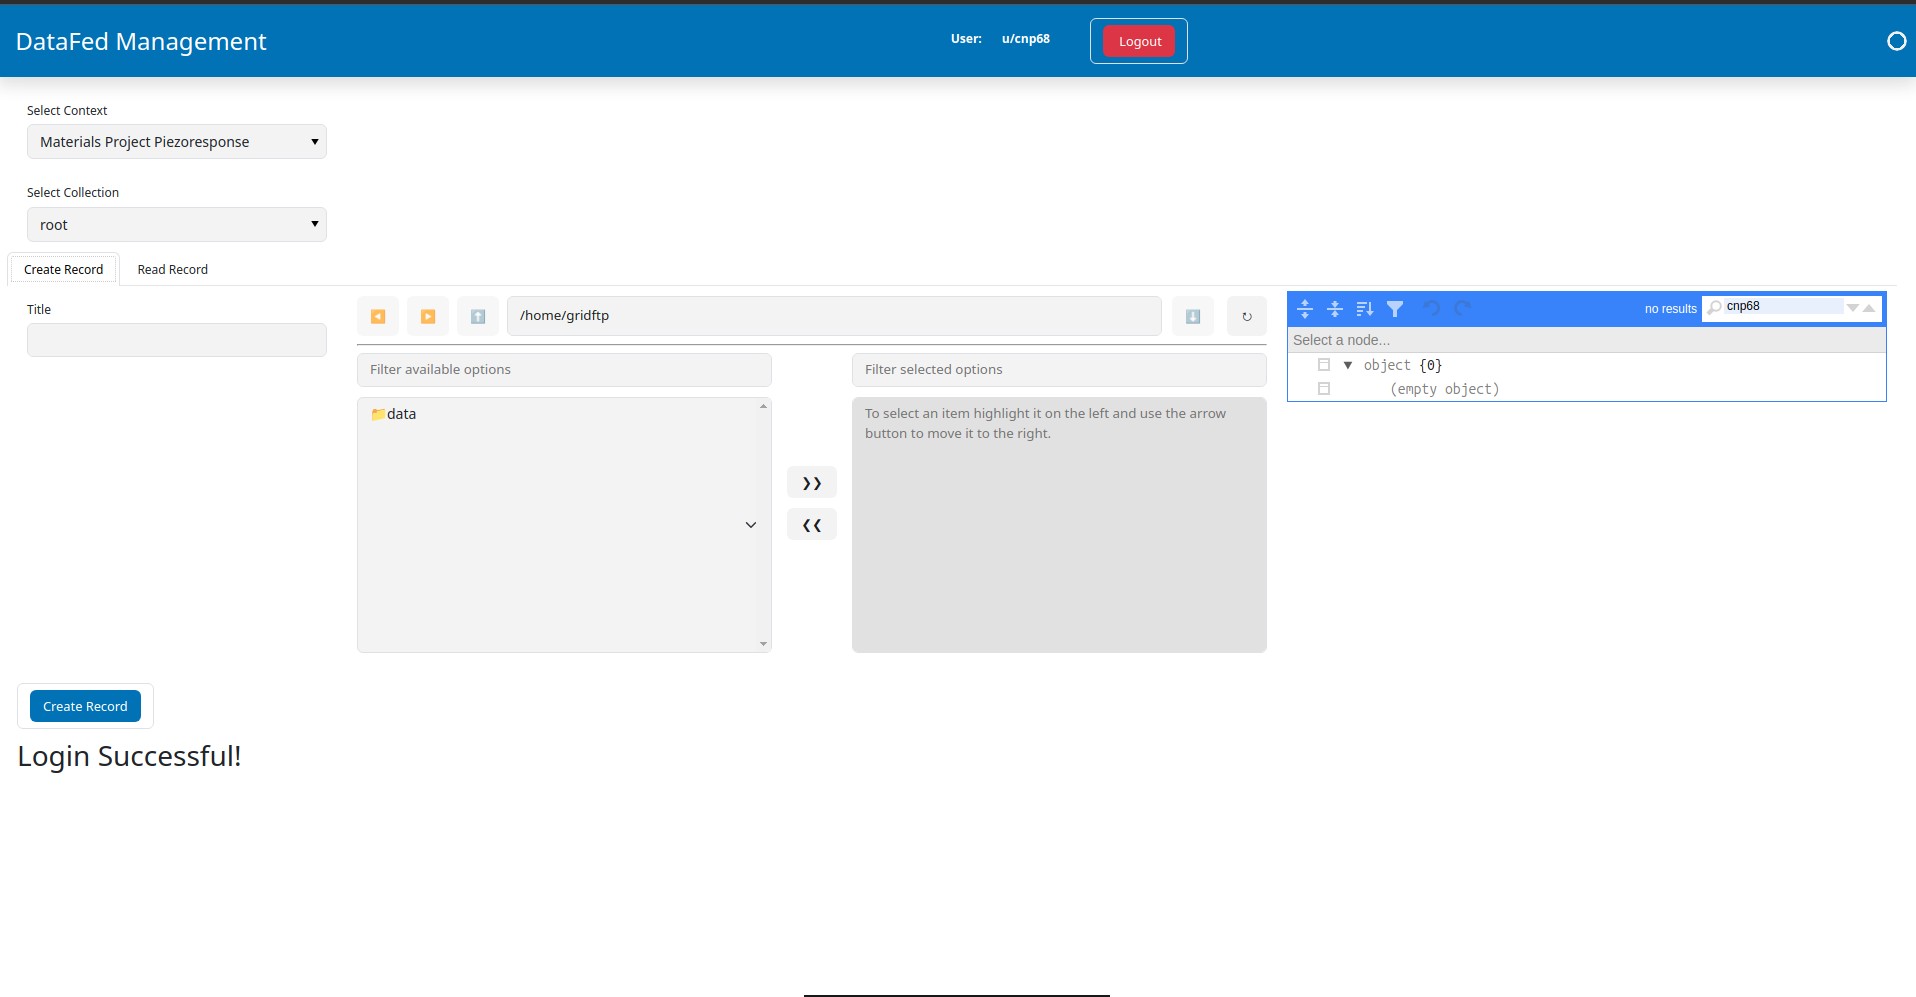 DataFed Management
User: u/cnp68
Logout
Select Context
Materials Project Piezoresponse
Select Collection
root
Create Record
Read Record
Title
/home/gridftp
Filter available options
data
❯❯
❮❮
Filter selected options
To select an item highlight it on the left and use the arrow
button to move it to the right.
no results
cnp68
Select a node...
object {0}
(empty object)
Create Record
Login Successful!